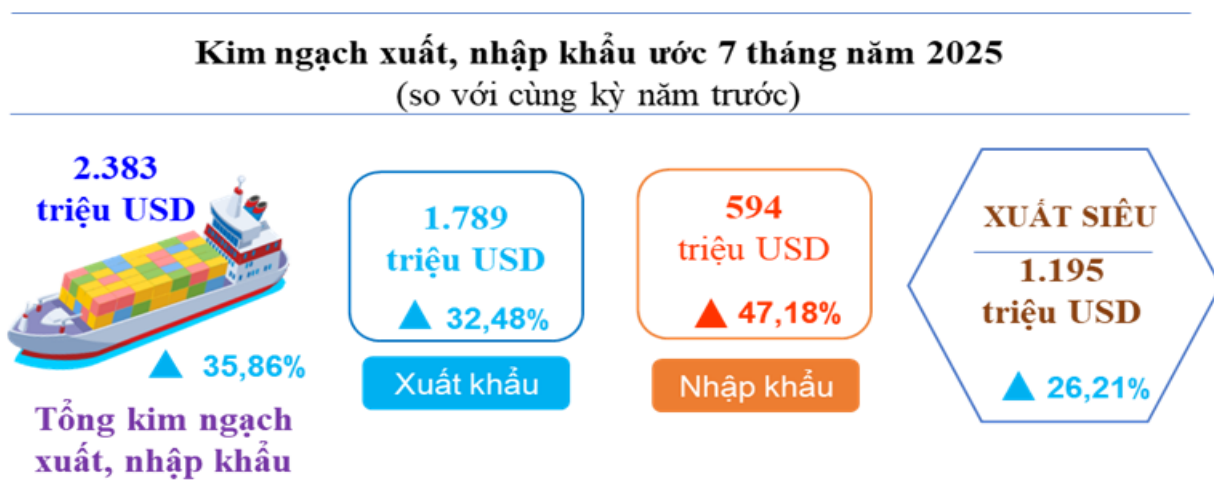 Kim ngạch xuất, nhập khẩu ước 7 tháng năm 2025
(so với cùng kỳ năm trước)
2.383
triệu USD
35,86%
Tổng kim ngạch
xuất, nhập khẩu
1.789
triệu USD
32,48%
Xuất khẩu
594
triệu USD
47,18%
Nhập khẩu
XUẤT SIÊU
1.195
triệu USD
26,21%